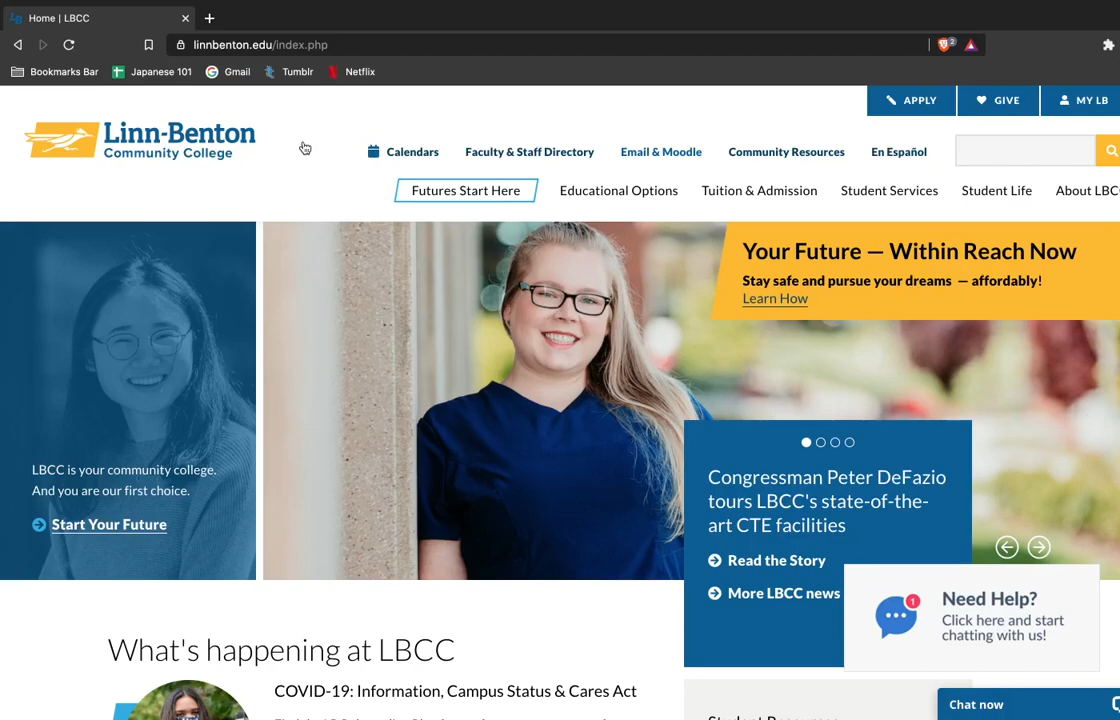 Home | LBCC
linnbenton.edu/index.php
2
Bookmarks Bar
Japanese 101
Gmail
Tumblr
Netflix
APPLY
GIVE
MY LB
Linn-Benton
Community College
Calendars
Faculty & Staff Directory
Email & Moodle
Community Resources
En Español
Futures Start Here
Educational Options
Tuition & Admission
Student Services
Student Life
About LBC
Your Future — Within Reach Now
Stay safe and pursue your dreams — affordably!
Learn How
LBCC is your community college.
And you are our first choice.
Start Your Future
Congressman Peter DeFazio
tours LBCC's state-of-the-
art CTE facilities
Read the Story
More LBCC news
1
Need Help?
Click here and start
chatting with us!
What's happening at LBCC
COVID-19: Information, Campus Status & Cares Act
Chat now